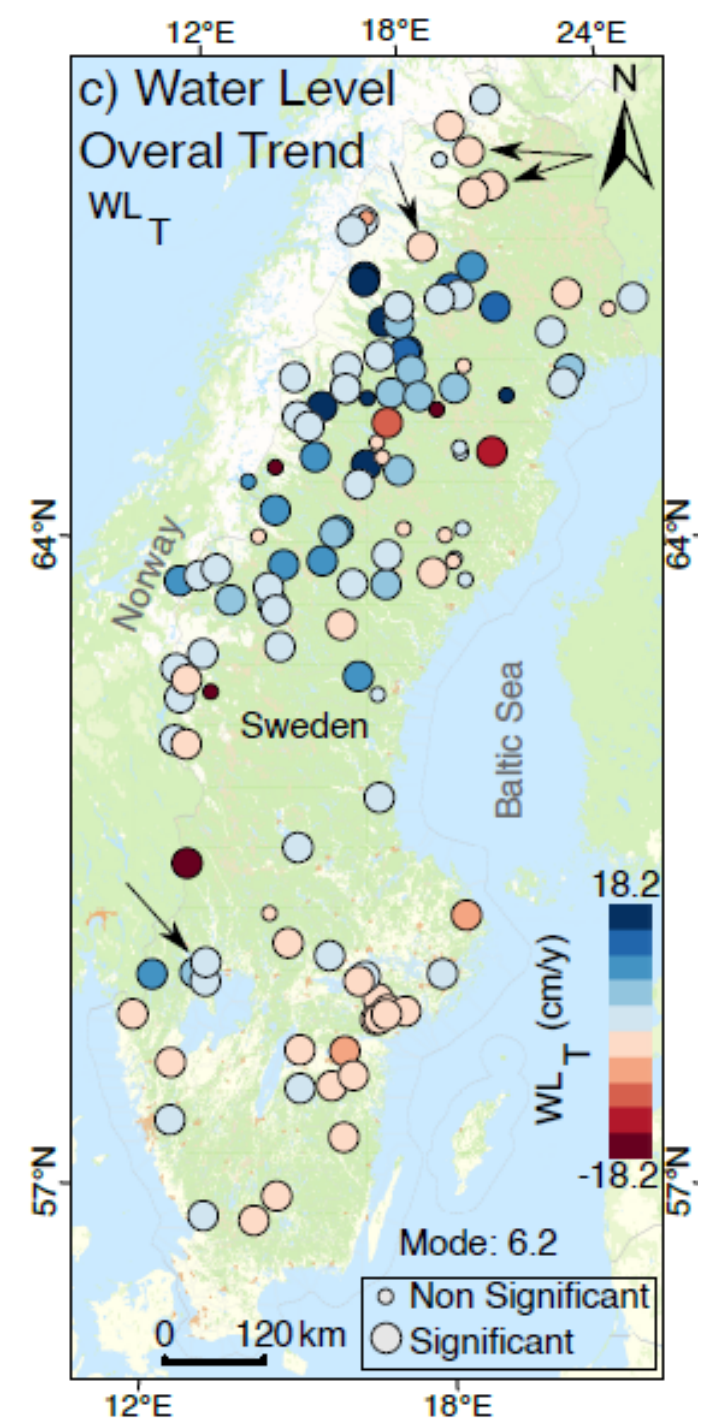 12°E 18°E 24°E
c) Water Level
Overal Trend
WL T
N
64°N
64°N
Norway
Sweden
Baltic Sea
18.2
WL T (cm/y)
-18.2
57°N
57°N
Mode: 6.2
Non Significant
Significant
0 120 km
12°E 18°E